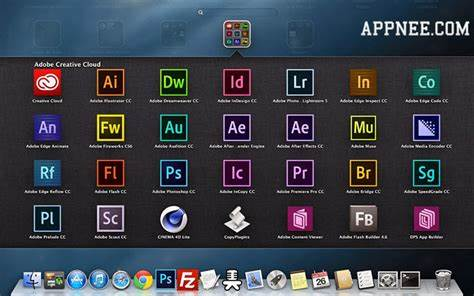 APPNEE.COM
Adobe Creative Cloud
Ai Dw Id Lr In Co
Creative Cloud Adobe Illustrator CC Adobe Dreamweaver CC Adobe InDesign CC Adobe Photo...Lightroom 5 Adobe Edge Inspect CC Adobe Edge Code CC
An Fw Au Ae Ae Mu
Adobe Edge Animate CC Adobe Fireworks CS6 Adobe Audition CC Adobe After...ender Engine Adobe After Effects CC Adobe Muse CC Adobe Media Encoder CC
Rf Fl Ps Ic Pr Br Sg
Adobe Edge Reflow CC Adobe Flash CC Adobe Photoshop CC Adobe InCopy CC Adobe Premiere Pro CC Adobe Bridge CC Adobe SpeedGrade CC
Pl Sc FB
Adobe Prelude CC Adobe Scout CC CINEMA 4D Lite CopyPlugins Adobe Content Viewer Adobe Flash Builder 4.6 DPS App Builder
Ps FZ 26